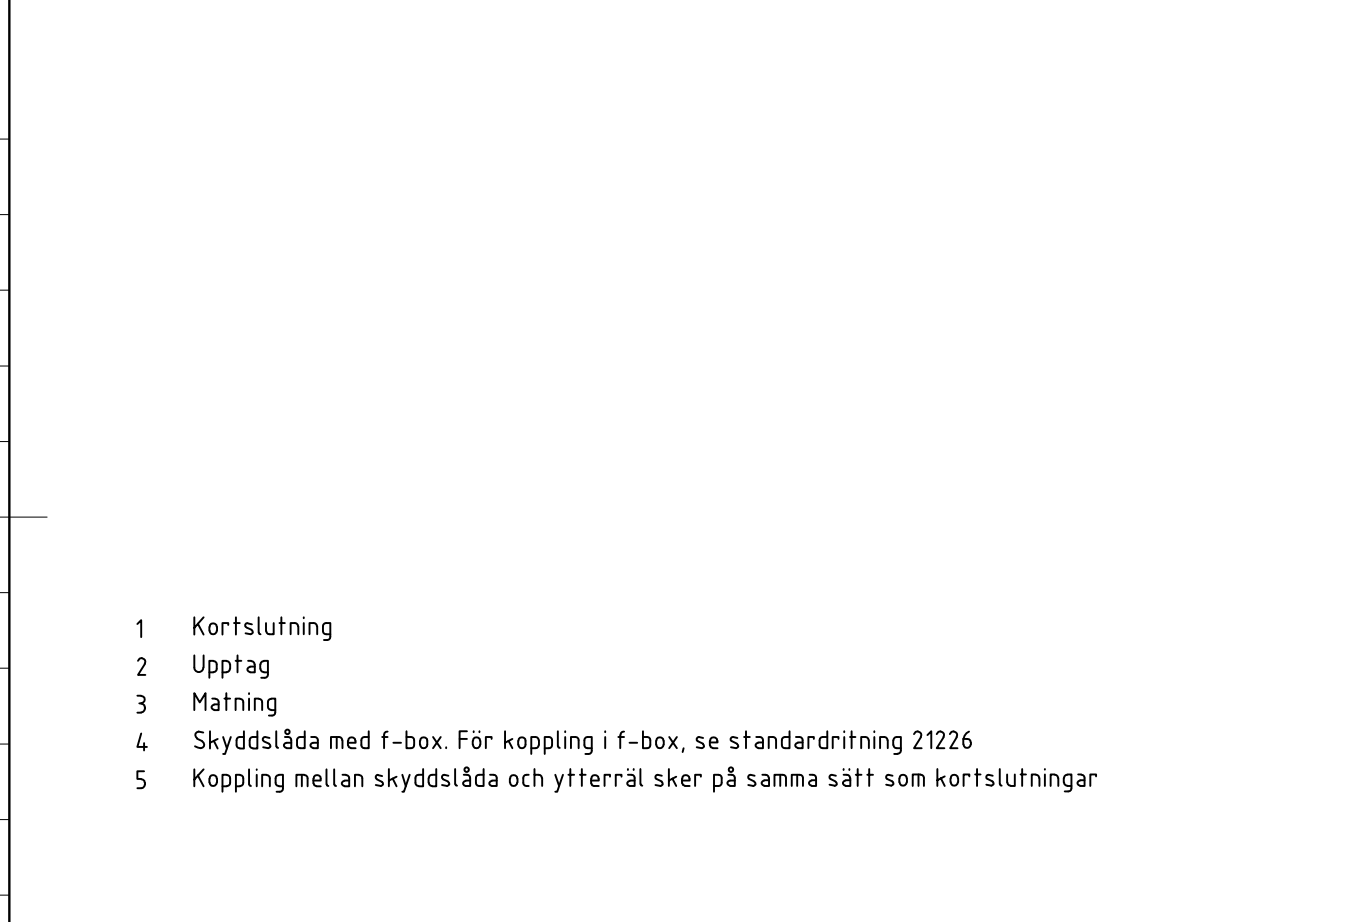 1 Kortslutning
2 Upptag
3 Matning
4 Skyddslåda med f-box. För koppling i f-box, se standardritning 21226
5 Koppling mellan skyddslåda och ytterräl sker på samma sätt som kortslutningar